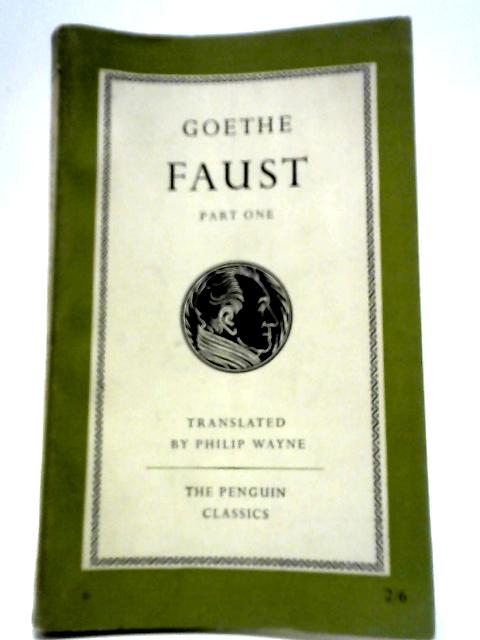 GOETHE
FAUST
PART ONE
TRANSLATED
BY PHILIP WAYNE
THE PENGUIN
CLASSICS
2/6